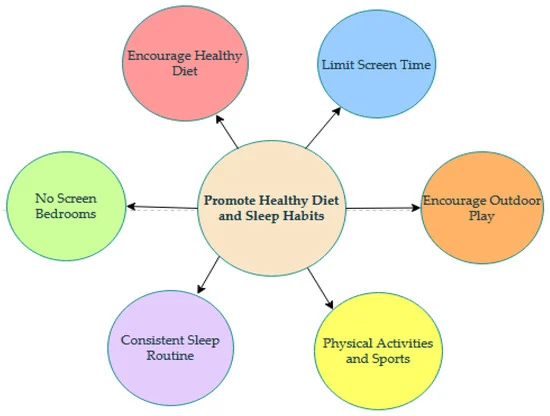 Encourage Healthy
Diet
Limit Screen Time
No Screen
Bedrooms
Promote Healthy Diet
and Sleep Habits
Encourage Outdoor
Play
Consistent Sleep
Routine
Physical Activities
and Sports